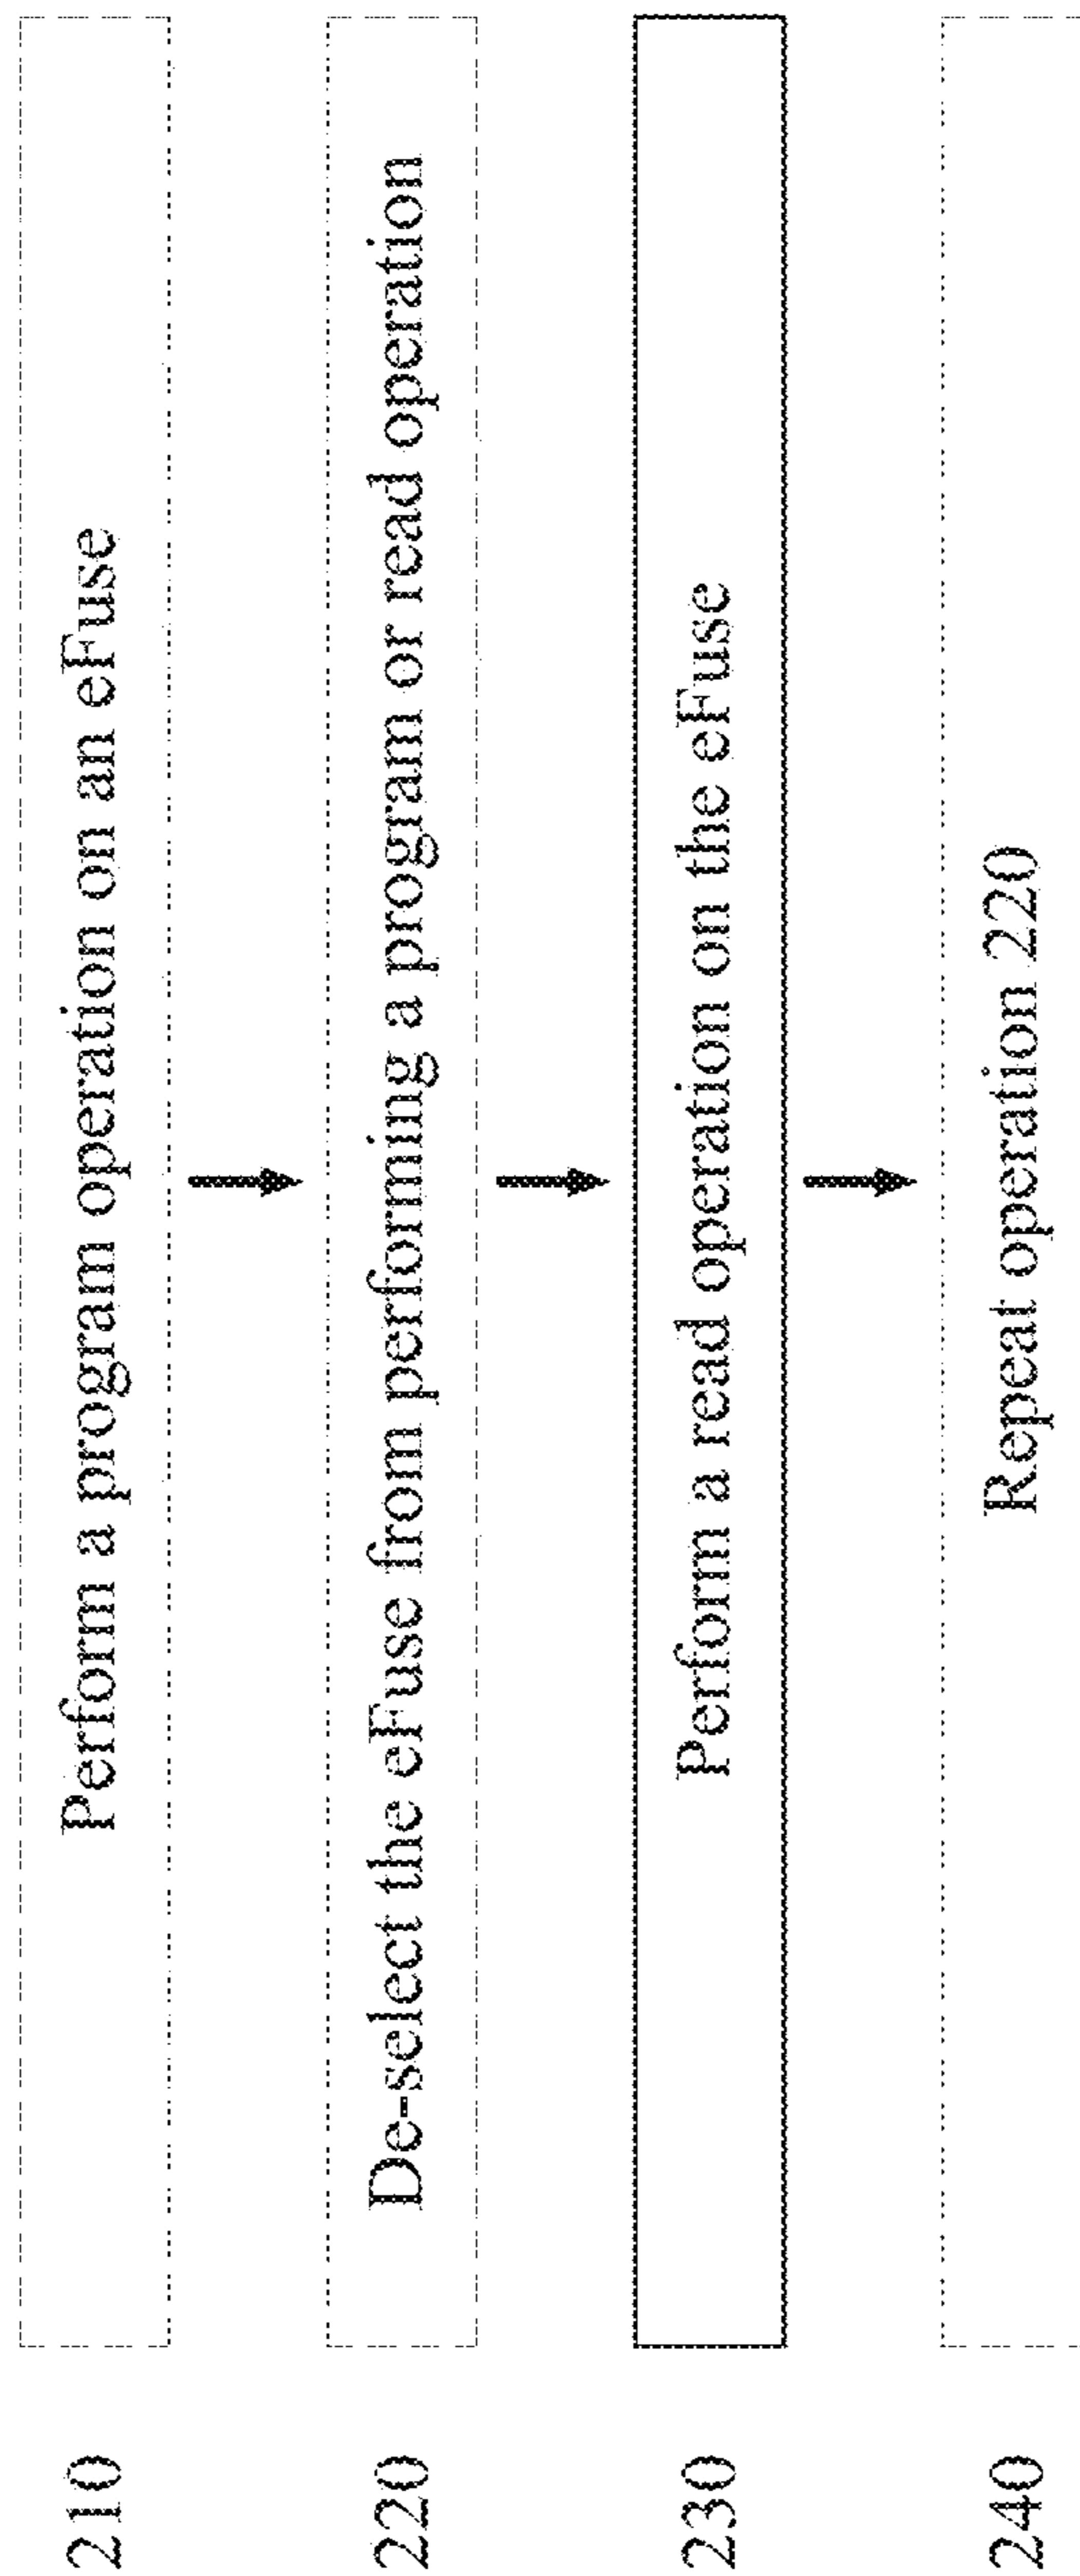 210 Perform a program operation on an eFuse
220 De-select the eFuse from performing a program or read operation
230 Perform a read operation on the eFuse
240 Repeat operation 220